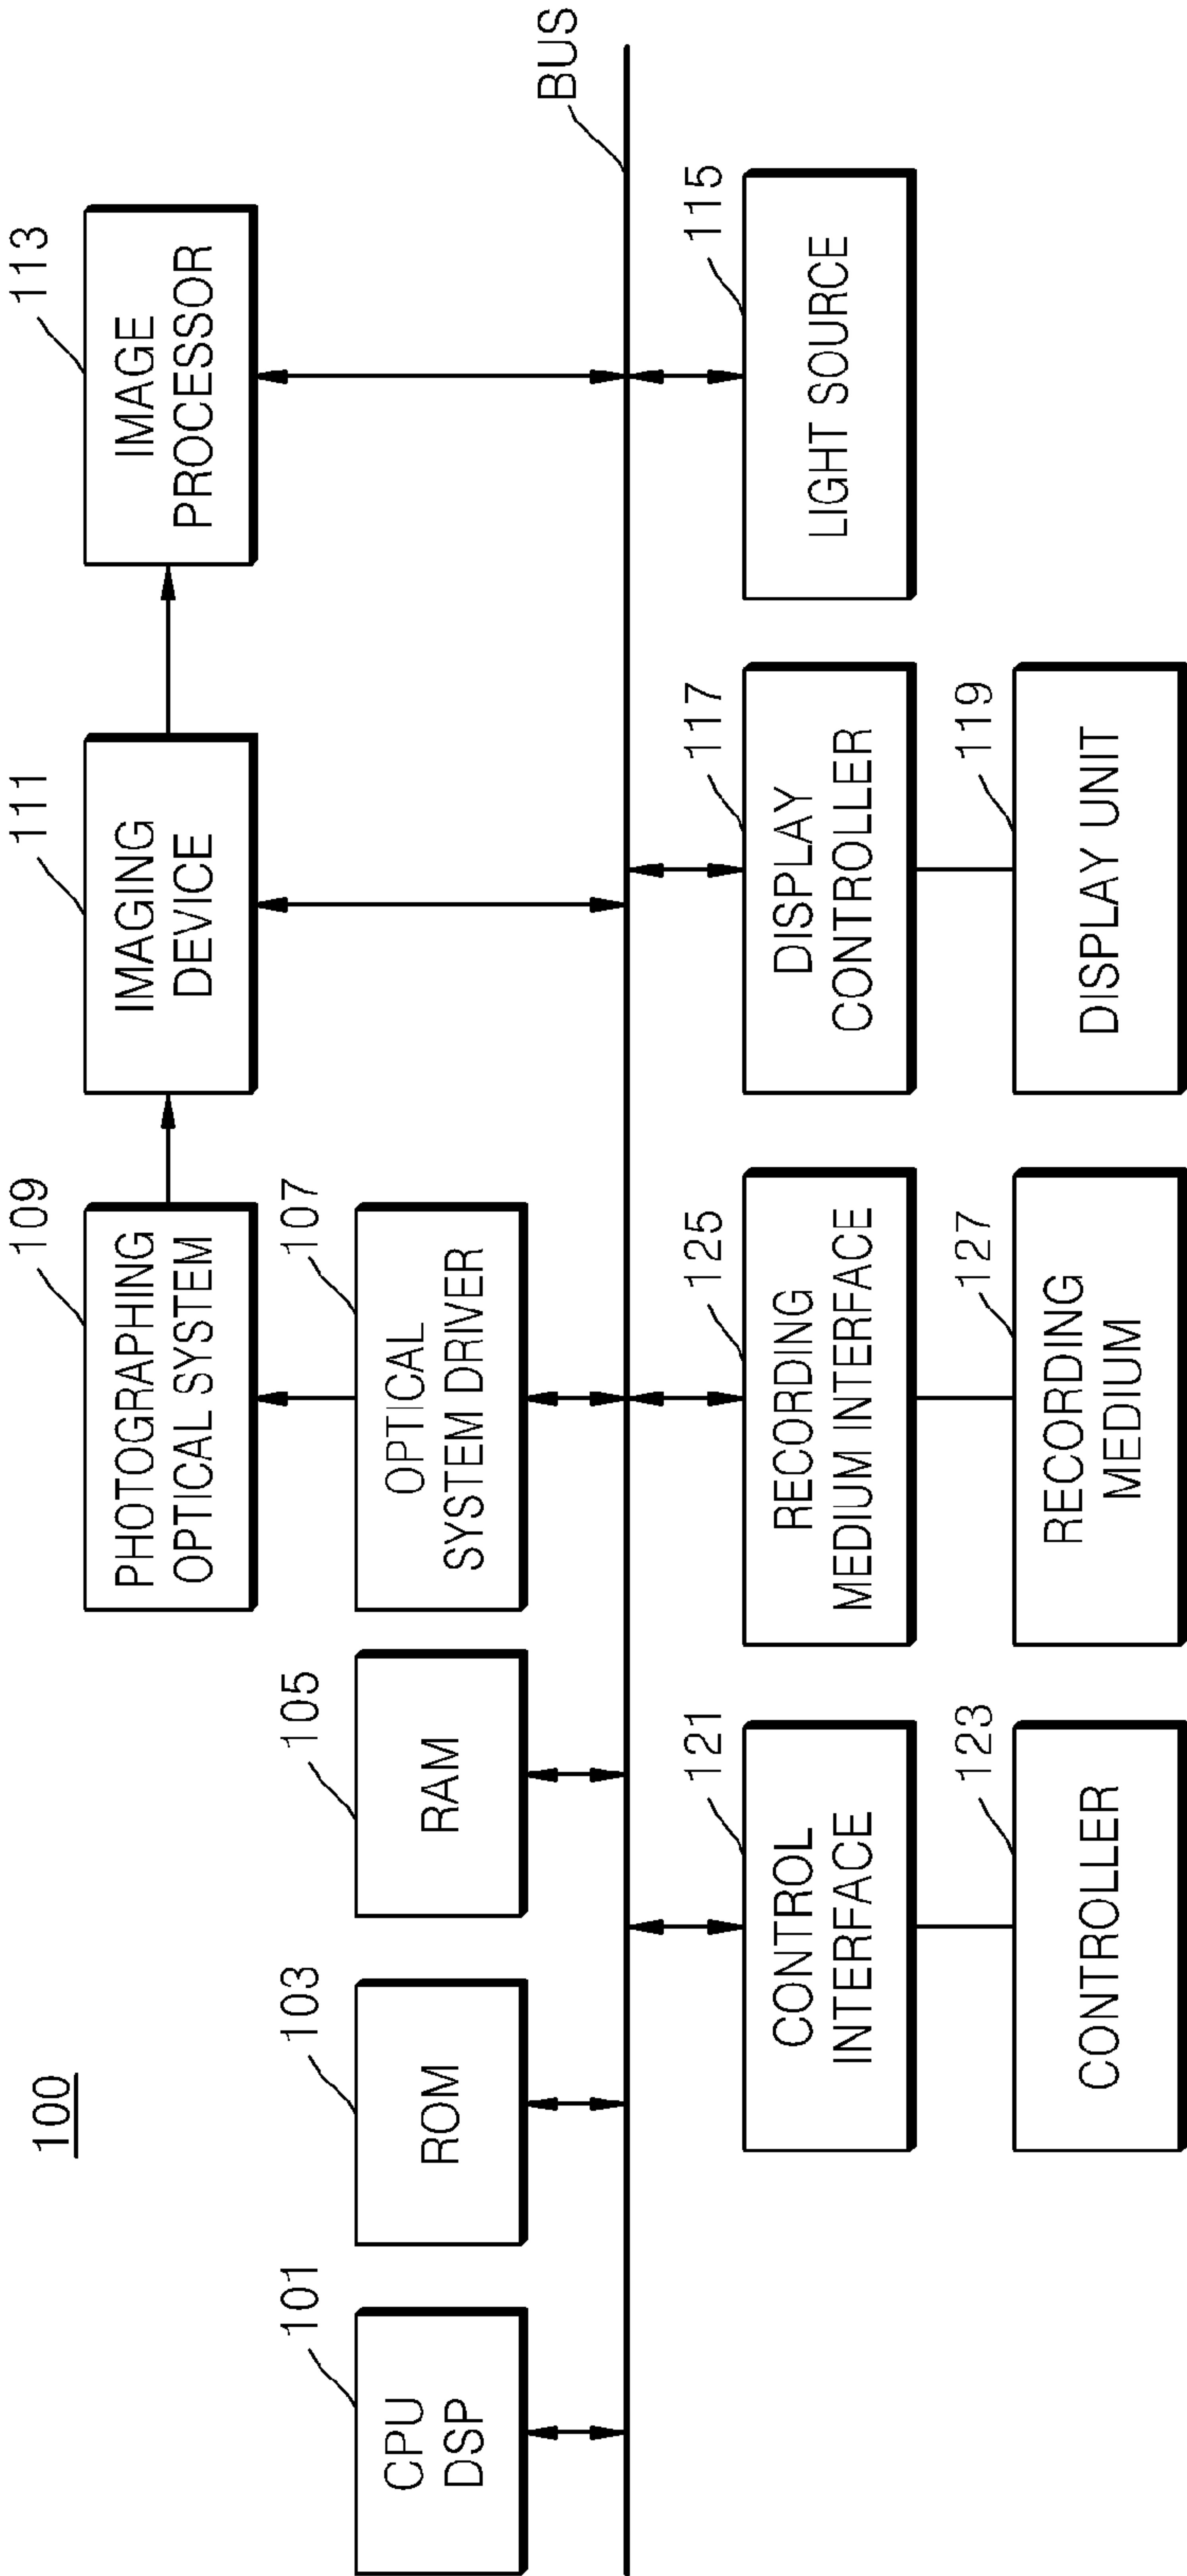 100
109
PHOTOGRAPHING
OPTICAL SYSTEM
111
IMAGING
DEVICE
113
IMAGE
PROCESSOR
101
CPU
DSP
103
ROM
105
RAM
107
OPTICAL
SYSTEM DRIVER
BUS
121
CONTROL
INTERFACE
125
RECORDING
MEDIUM INTERFACE
117
DISPLAY
CONTROLLER
115
LIGHT SOURCE
123
CONTROLLER
127
RECORDING
MEDIUM
119
DISPLAY UNIT